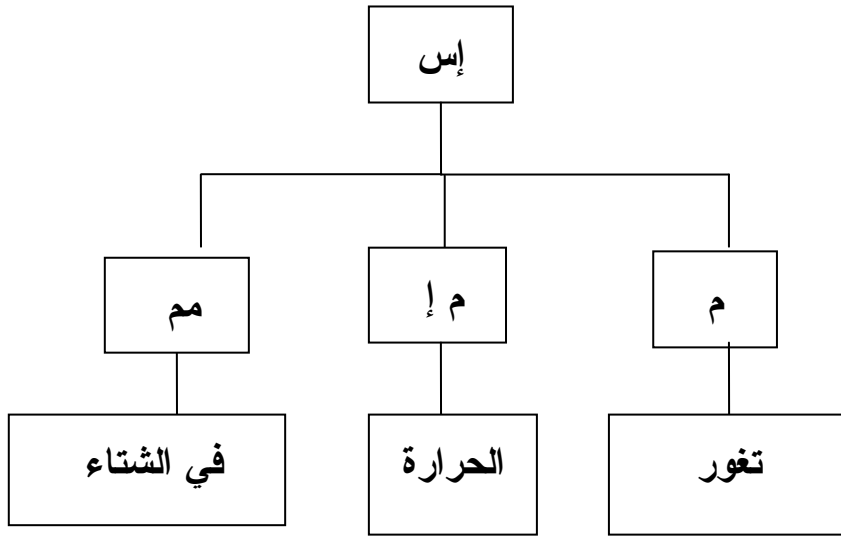 إس
م
م إ
مم
تغور
الحرارة
في الشتاء